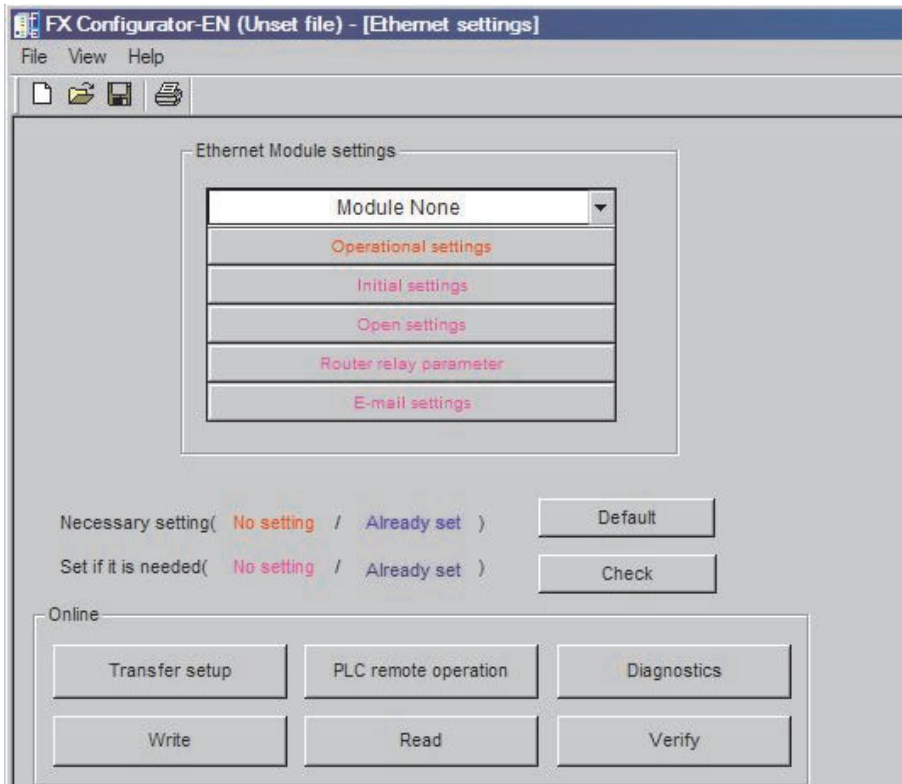 FX Configurator-EN (Unset file) - [Ethernet settings]
File View Help
Ethernet Module settings
Module None
Operational settings
Initial settings
Open settings
Router relay parameter
E-mail settings
Necessary setting( No setting / Already set ) Default
Set if it is needed( No setting / Already set ) Check
Online
Transfer setup PLC remote operation Diagnostics
Write Read Verify